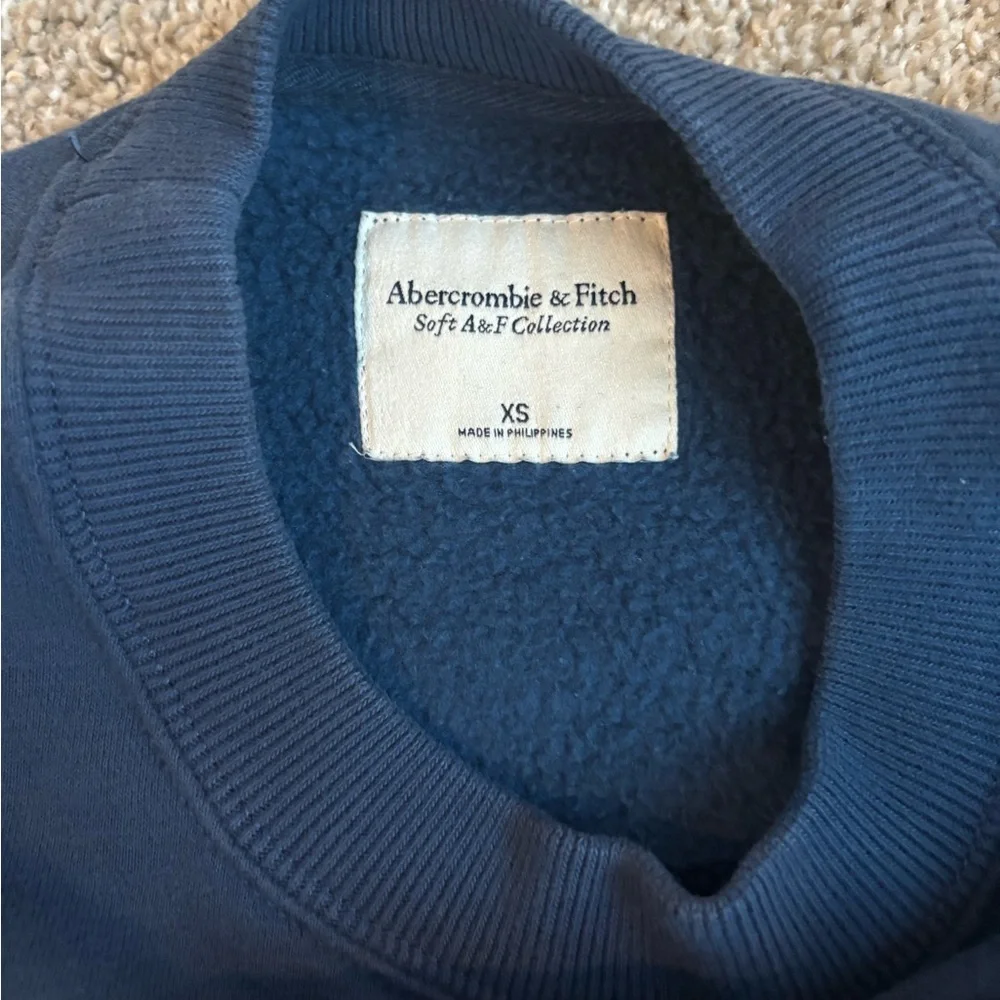 Abercrombie & Fitch
Soft A&F Collection
XS
MADE IN PHILIPPINES